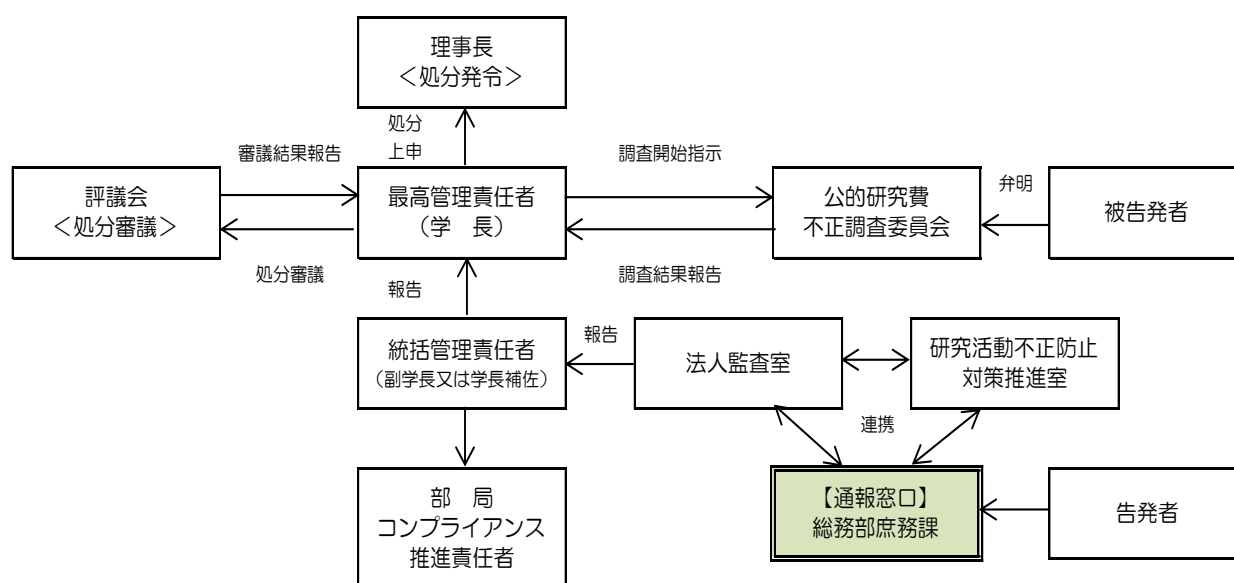 理事長
＜処分発令＞
処分
上申
審議結果報告
調査開始指示
評議会
＜処分審議＞
最高管理責任者
（学　長）
公的研究費
不正調査委員会
弁明
被告発者
処分審議
報告
調査結果報告
統括管理責任者
（副学長又は学長補佐）
報告
法人監査室
研究活動不正防止
対策推進室
連携
部　局
コンプライアンス
推進責任者
【通報窓口】
総務部庶務課
告発者